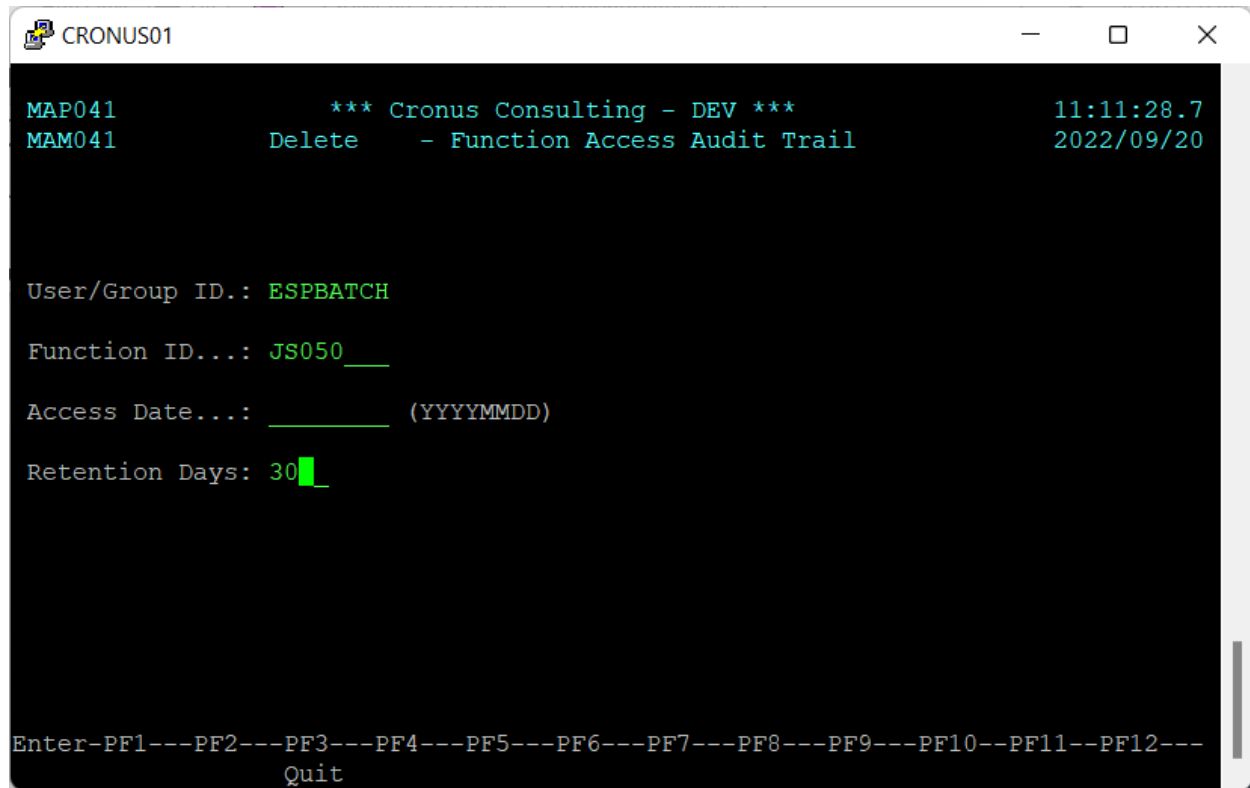 CRONUS01
MAP041 *** Cronus Consulting - DEV *** 11:11:28.7
MAM041 Delete - Function Access Audit Trail 2022/09/20
User/Group ID.: ESPBATCH
Function ID...: JS050___
Access Date...: ________ (YYYYMMDD)
Retention Days: 30 _
Enter-PF1---PF2---PF3---PF4---PF5---PF6---PF7---PF8---PF9---PF10--PF11--PF12---
Quit